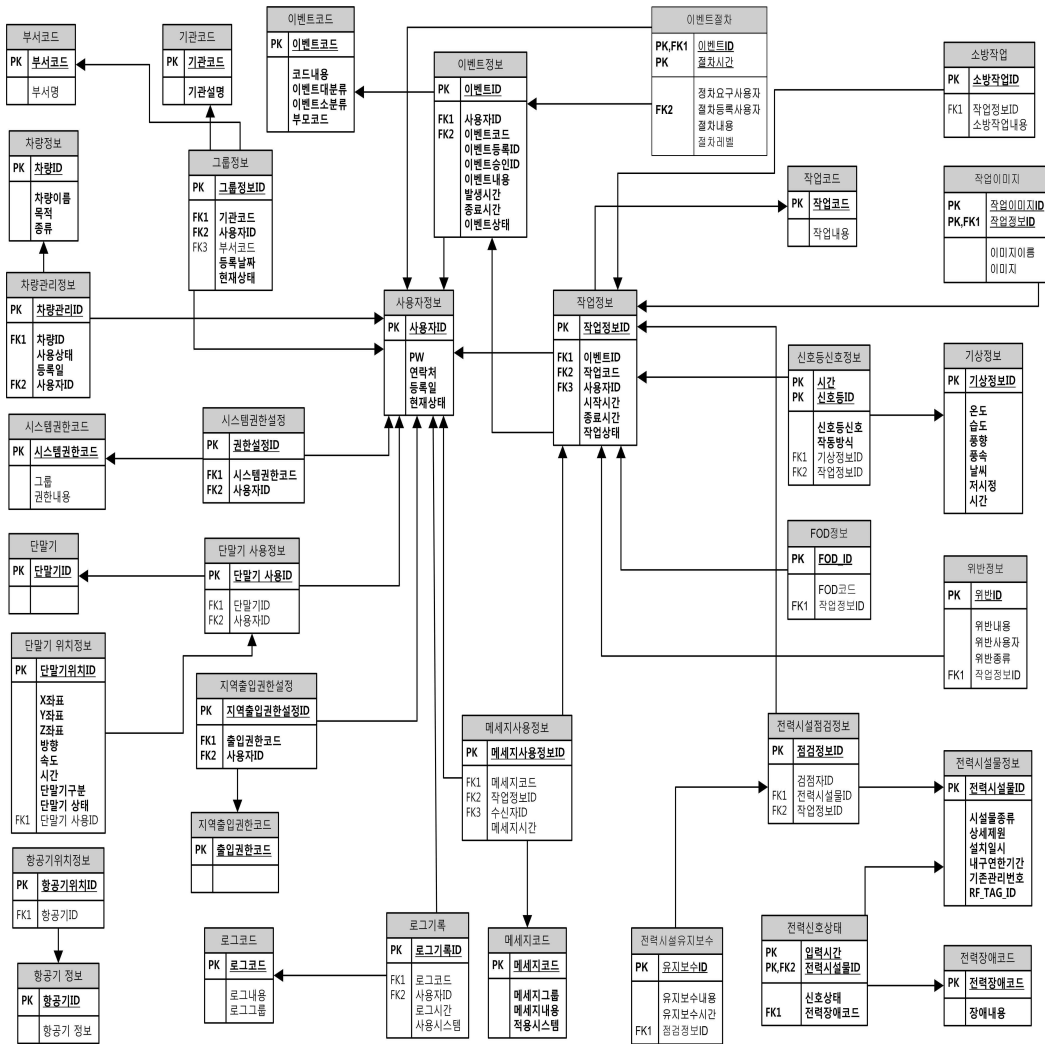 부서코드
PK 부서코드
부서명
기관코드
PK 기관코드
기관설명
이벤트코드
PK 이벤트코드
코드내용
이벤트대분류
이벤트소분류
부모코드
이벤트정보
PK 이벤트ID
FK1 사용자ID
FK2 이벤트코드
이벤트등록ID
이벤트승인ID
이벤트내용
발생시간
종료시간
이벤트상태
이벤트절차
PK,FK1 이벤트ID
PK 절차시간
정차요구사용자
FK2 절차등록사용자
절차내용
절차레벨
소방작업
PK 소방작업ID
FK1 작업정보ID
소방작업내용
차량정보
PK 차량ID
차량이름
목적
종류
그룹정보
PK 그룹정보ID
FK1 기관코드
FK2 사용자ID
FK3 부서코드
등록날짜
현재상태
작업코드
PK 작업코드
작업내용
작업이미지
PK 작업이미지ID
PK,FK1 작업정보ID
이미지이름
이미지
차량관리정보
PK 차량관리ID
FK1 차량ID
사용상태
등록일
FK2 사용자ID
사용자정보
PK 사용자ID
PW
연락처
등록일
현재상태
작업정보
PK 작업정보ID
FK1 이벤트ID
FK2 작업코드
FK3 사용자ID
시작시간
종료시간
작업상태
신호등신호정보
PK 시간
PK 신호등ID
신호등신호
작동방식
FK1 기상정보ID
FK2 작업정보ID
기상정보
PK 기상정보ID
온도
습도
풍향
풍속
날씨
저시정
시간
시스템권한코드
PK 시스템권한코드
그룹
권한내용
시스템권한설정
PK 권한설정ID
FK1 시스템권한코드
FK2 사용자ID
단말기
PK 단말기ID
단말기 사용정보
PK 단말기 사용ID
FK1 단말기ID
FK2 사용자ID
FOD정보
PK FOD_ID
FOD코드
FK1 작업정보ID
위반정보
PK 위반ID
위반내용
위반사용자
위반종류
FK1 작업정보ID
단말기 위치정보
PK 단말기위치ID
X좌표
Y좌표
Z좌표
방향
속도
시간
단말기구분
단말기 상태
FK1 단말기 사용ID
지역출입권한설정
PK 지역출입권한설정ID
FK1 출입권한코드
FK2 사용자ID
메세지사용정보
PK 메세지사용정보ID
FK1 메세지코드
FK2 작업정보ID
FK3 수신자ID
메세지시간
전력시설점검정보
PK 점검정보ID
검점자ID
FK1 전력시설물ID
FK2 작업정보ID
전력시설물정보
PK 전력시설물ID
시설물종류
상세제원
설치일시
내구연한기간
기존관리번호
RF_TAG_ID
지역출입권한코드
PK 출입권한코드
항공기위치정보
PK 항공기위치ID
FK1 항공기ID
항공기 정보
PK 항공기ID
항공기 정보
로그코드
PK 로그코드
로그내용
로그그룹
로그기록
PK 로그기록ID
FK1 로그코드
FK2 사용자ID
로그시간
사용시스템
메세지코드
PK 메세지코드
메세지그룹
메세지내용
적용시스템
전력시설유지보수
PK 유지보수ID
유지보수내용
유지보수시간
FK1 점검정보ID
전력신호상태
PK 입력시간
PK,FK2 전력시설물ID
신호상태
FK1 전력장애코드
전력장애코드
PK 전력장애코드
장애내용